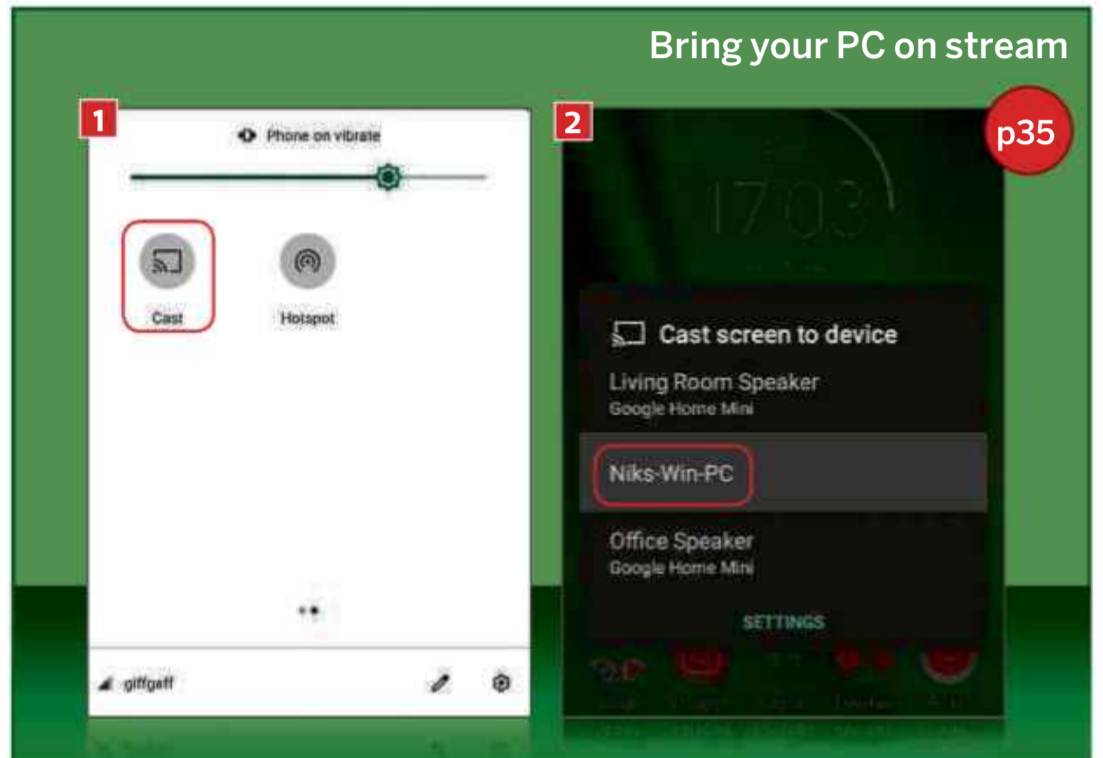 Bring your PC on stream
p35
1
Phone on vibrate
Cast
Hotspot
giffgaff
2
17:03
Cast screen to device
Living Room Speaker
Google Home Mini
Niks-Win-PC
Office Speaker
Google Home Mini
SETTINGS